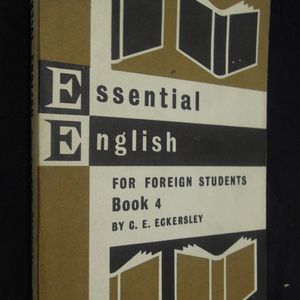 Essential
English
FOR FOREIGN STUDENTS
Book 4
BY C. E. ECKERSLEY